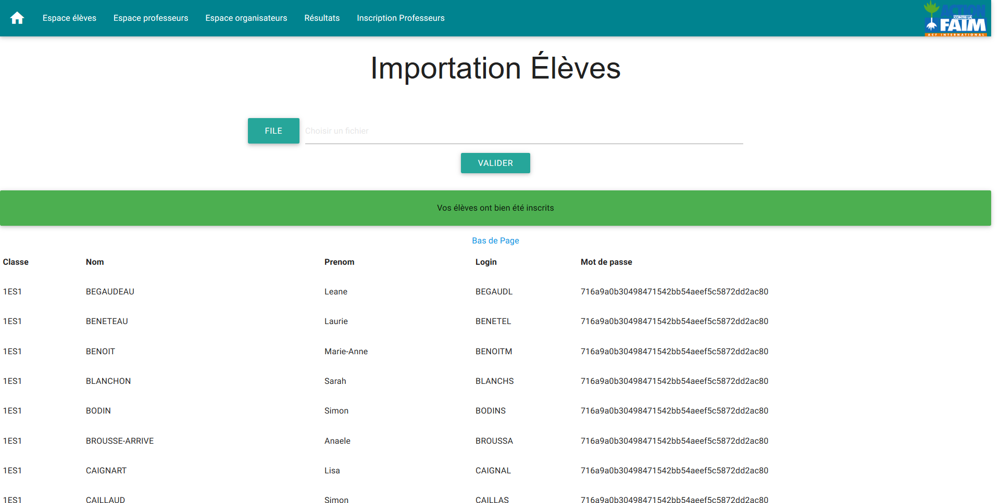 Espace élèves Espace professeurs Espace organisateurs Résultats Inscription Professeurs
ACTION
CONTRE LA
FAIM
ACF INTERNATIONAL
Importation Élèves
FILE Choisir un fichier
VALIDER
Vos élèves ont bien été inscrits
Bas de Page
Classe Nom Prenom Login Mot de passe
1ES1 BEGAUDEAU Leane BEGAUDL 716a9a0b30498471542bb54aeef5c5872dd2ac80
1ES1 BENETEAU Laurie BENETEL 716a9a0b30498471542bb54aeef5c5872dd2ac80
1ES1 BENOIT Marie-Anne BENOITM 716a9a0b30498471542bb54aeef5c5872dd2ac80
1ES1 BLANCHON Sarah BLANCHS 716a9a0b30498471542bb54aeef5c5872dd2ac80
1ES1 BODIN Simon BODINS 716a9a0b30498471542bb54aeef5c5872dd2ac80
1ES1 BROUSSE-ARRIVE Anaele BROUSSA 716a9a0b30498471542bb54aeef5c5872dd2ac80
1ES1 CAIGNART Lisa CAIGNAL 716a9a0b30498471542bb54aeef5c5872dd2ac80
1ES1 CAILLAUD Simon CAILLAS 716a9a0b30498471542bb54aeef5c5872dd2ac80